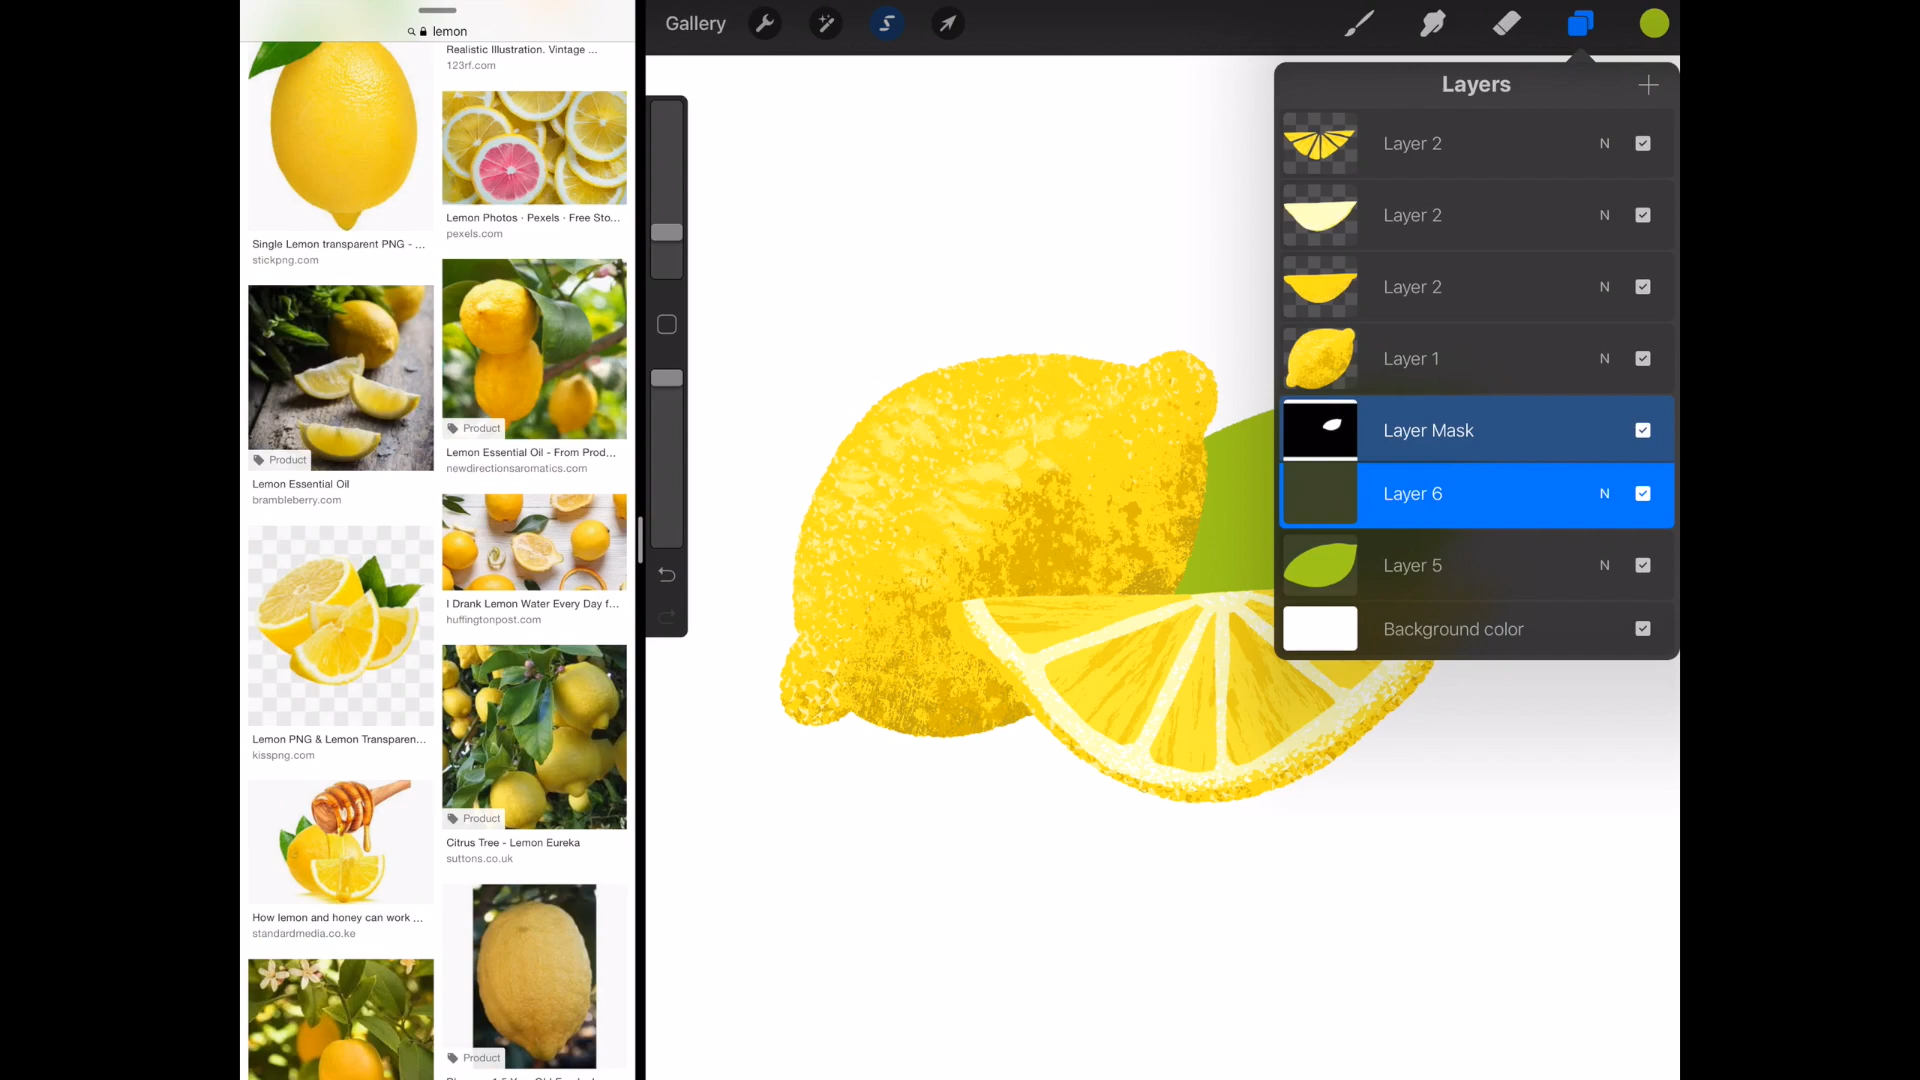 lemon
Realistic Illustration. Vintage ...
123rf.com
Single Lemon transparent PNG - ...
stickpng.com
Lemon Photos · Pexels · Free Sto...
pexels.com
Product
Lemon Essential Oil
brambleberry.com
Product
Lemon Essential Oil - From Prod...
newdirectionsaromatics.com
I Drank Lemon Water Every Day f...
huffingtonpost.com
Lemon PNG & Lemon Transparen...
kisspng.com
Product
Citrus Tree - Lemon Eureka
suttons.co.uk
How lemon and honey can work ...
standardmedia.co.ke
Product
Gallery
Layers
Layer 2 N
Layer 2 N
Layer 2 N
Layer 1 N
Layer Mask
Layer 6 N
Layer 5 N
Background color